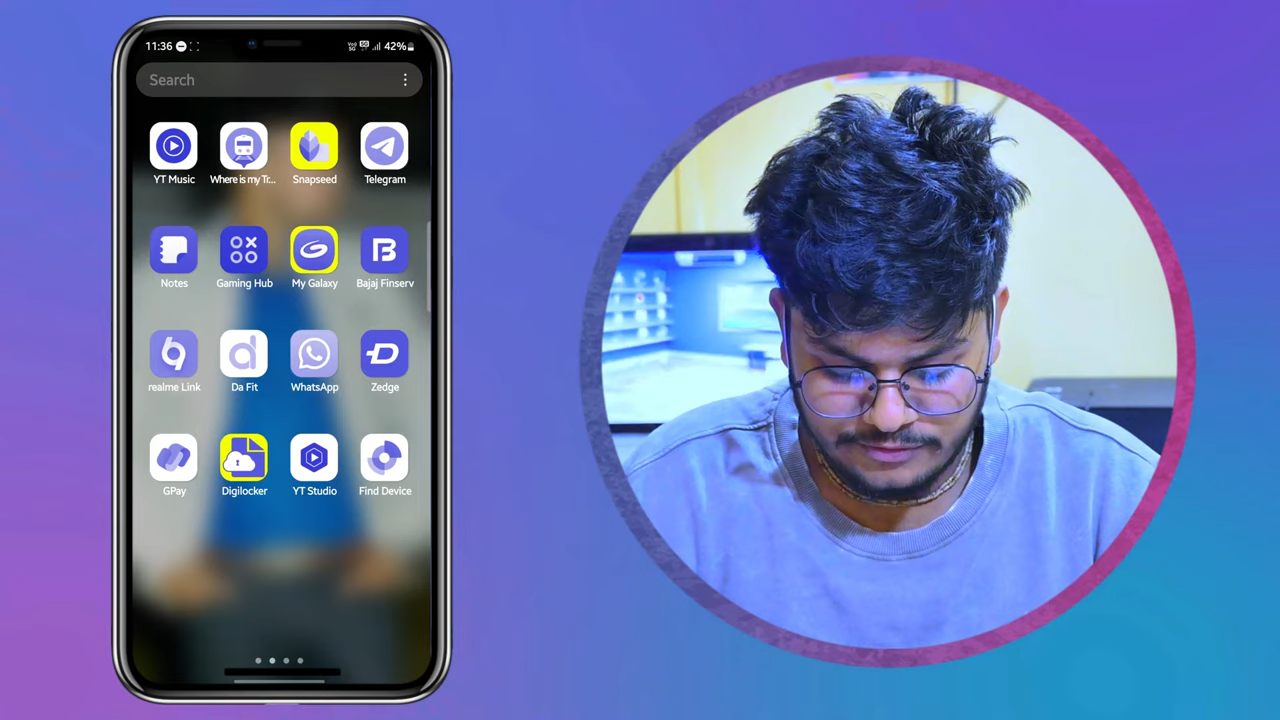 11:36 42%
Search
YT Music Where is my Tr... Snapseed Telegram
Notes Gaming Hub My Galaxy Bajaj Finserv
realme Link Da Fit WhatsApp Zedge
GPay Digilocker YT Studio Find Device